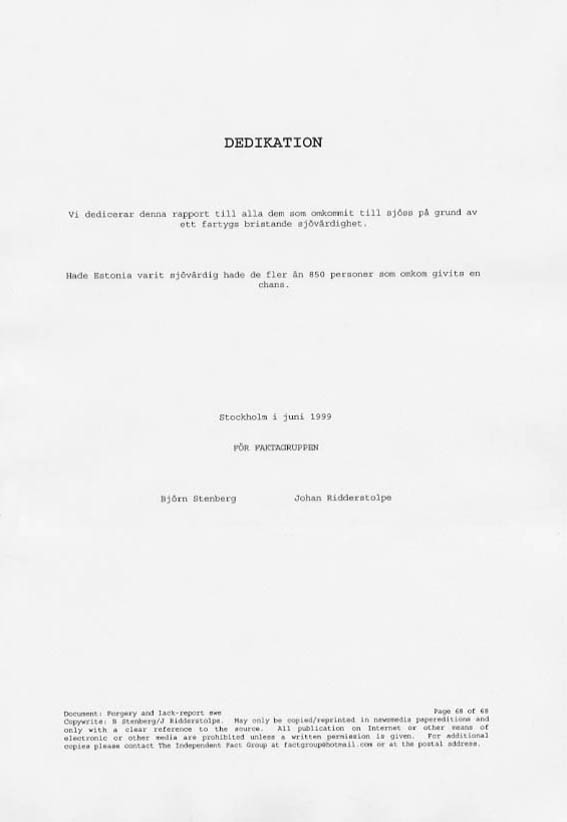 DEDIKATION
Vi dedicerar denna rapport till alla dem som omkommit till sjöss på grund av
ett fartygs bristande sjövärdighet.
Hade Estonia varit sjövärdig hade de fler än 850 personer som omkom givits en
chans.
Stockholm i juni 1999
FÖR FAKTAGRUPPEN
Björn Stenberg Johan Ridderstolpe
Document: Forgery and lack-report swe Page 68 of 68
Copywrite: B Stenberg/J Ridderstolpe. May only be copied/reprinted in newsmedia papereditions and
only with a clear reference to the source. All publication on Internet or other means of
electronic or other media are prohibited unless a written permission is given. For additional
copies please contact The Independent Fact Group at factgroup@hotmail.com or at the postal address.